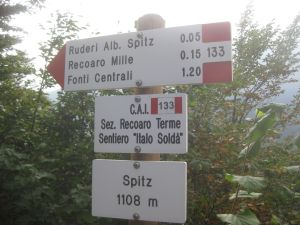 Ruderi Alb. Spitz 0.05
Recoaro Mille 0.15 133
Fonti Centrali 1.20
C.A.I. 133
Sez. Recoaro Terme
Sentiero "Italo Soldà"
Spitz
1108 m